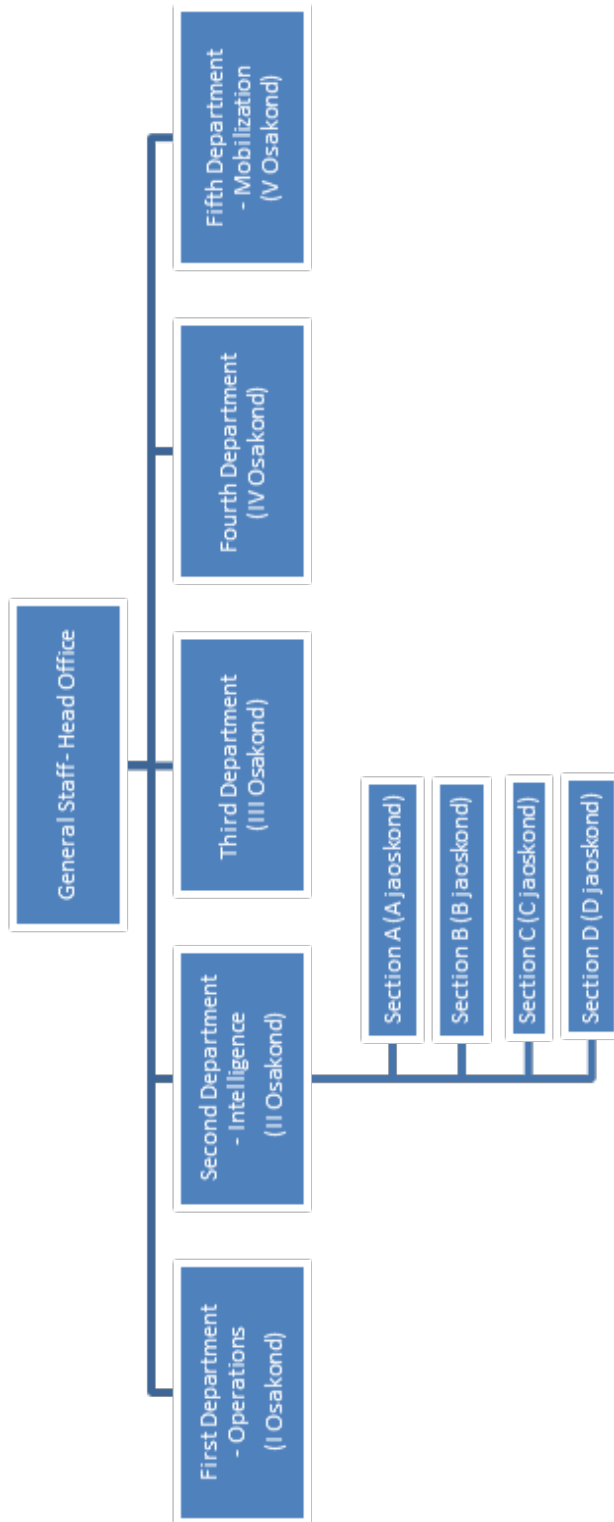 General Staff - Head Office
First Department
- Operations
(I Osakond)
Second Department
- Intelligence
(II Osakond)
Third Department
(III Osakond)
Fourth Department
(IV Osakond)
Fifth Department
- Mobilization
(V Osakond)
Section A (A jaoskond)
Section B (B jaoskond)
Section C (C jaoskond)
Section D (D jaoskond)